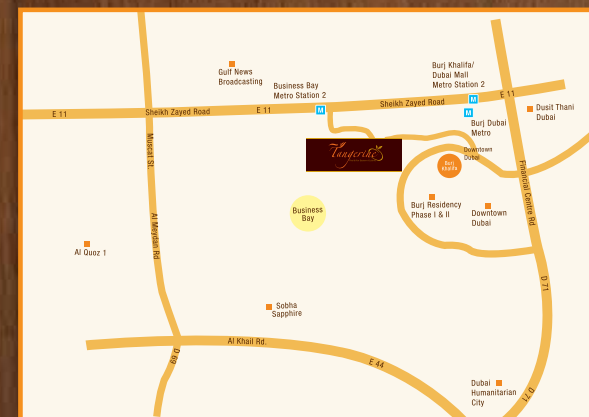 Gulf News
Broadcasting
Business Bay
Metro Station 2
Burj Khalifa/
Dubai Mall
Metro Station 2
E 11
Sheikh Zayed Road
E 11
Sheikh Zayed Road
E 11
Dusit Thani
Dubai
Burj Dubai
Metro
M
M
M
Muscat St.
Tangerine
Downtown
Dubai
Burj
Khalifa
Financial Centre Rd
Burj Residency
Phase I & II
Downtown
Dubai
Business
Bay
Al Meydan Rd
Al Quoz 1
D 71
Sobha
Sapphire
Al Khail Rd.
D 69
E 44
Dubai
Humanitarian
City
D 71